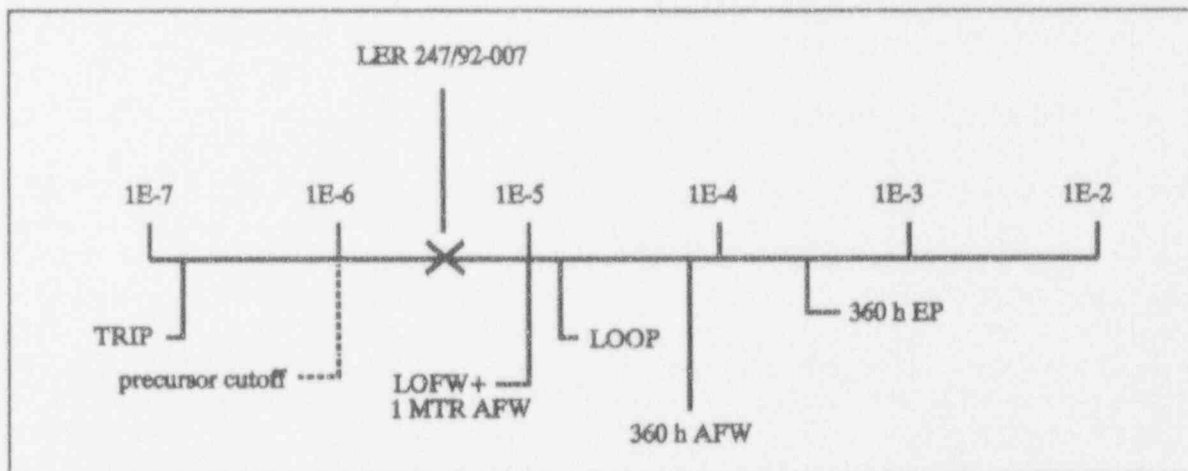 LER 247/92-007
1E-7 1E-6 1E-5 1E-4 1E-3 1E-2
TRIP
precursor cutoff
LOFW+
1 MTR AFW
LOOP
360 h AFW
360 h EP